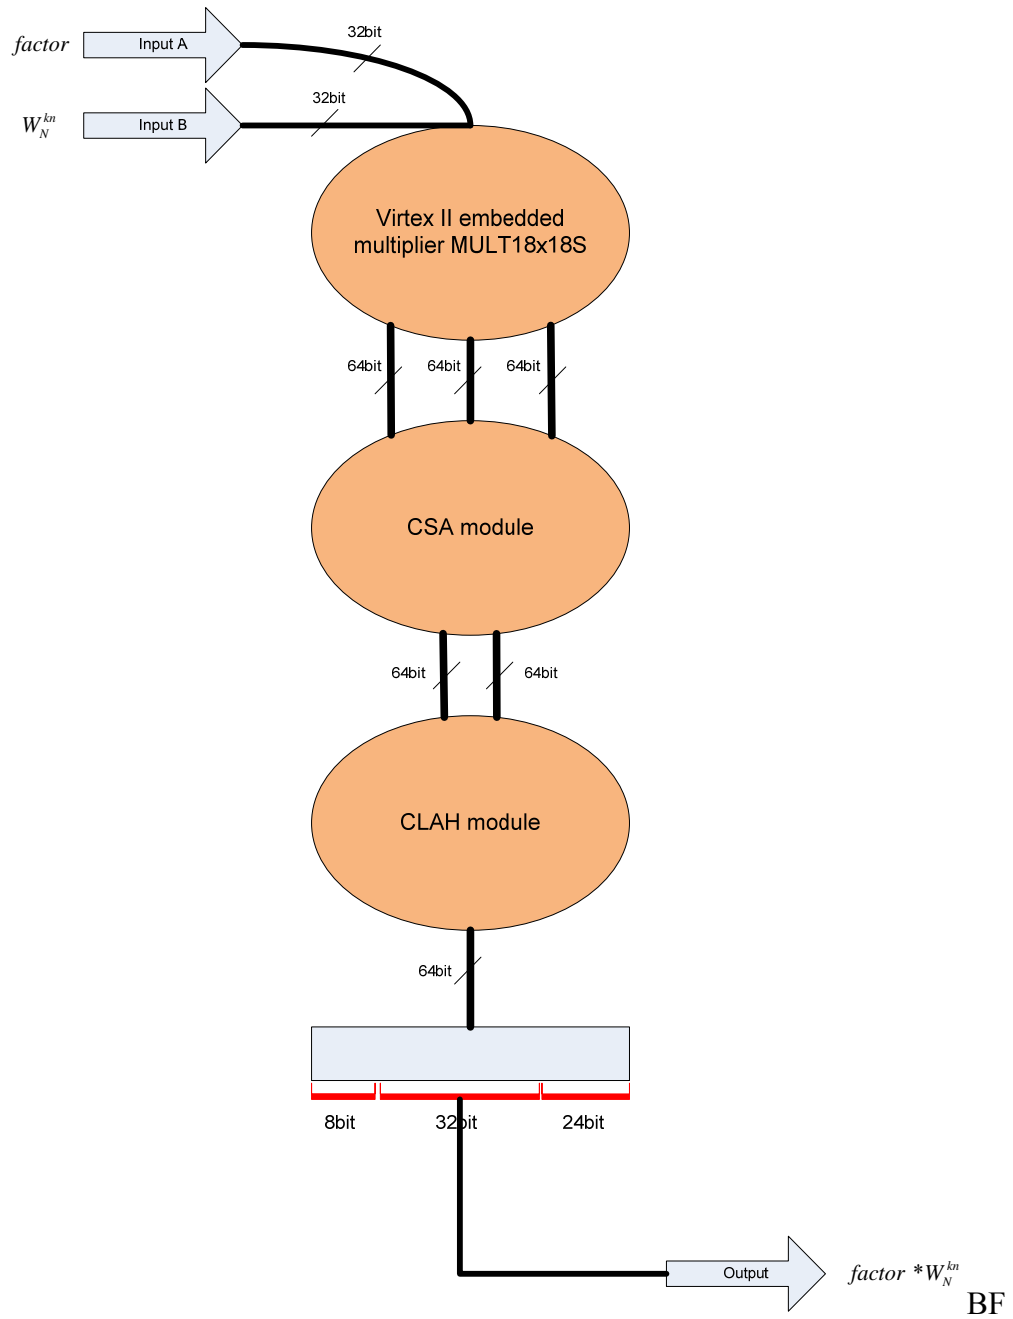 factor Input A 32bit
W_N^{kn} Input B 32bit
Virtex II embedded
multiplier MULT18x18S
64bit 64bit 64bit
CSA module
64bit 64bit
CLAH module
64bit
8bit 32bit 24bit
Output factor *W_N^{kn}
BF